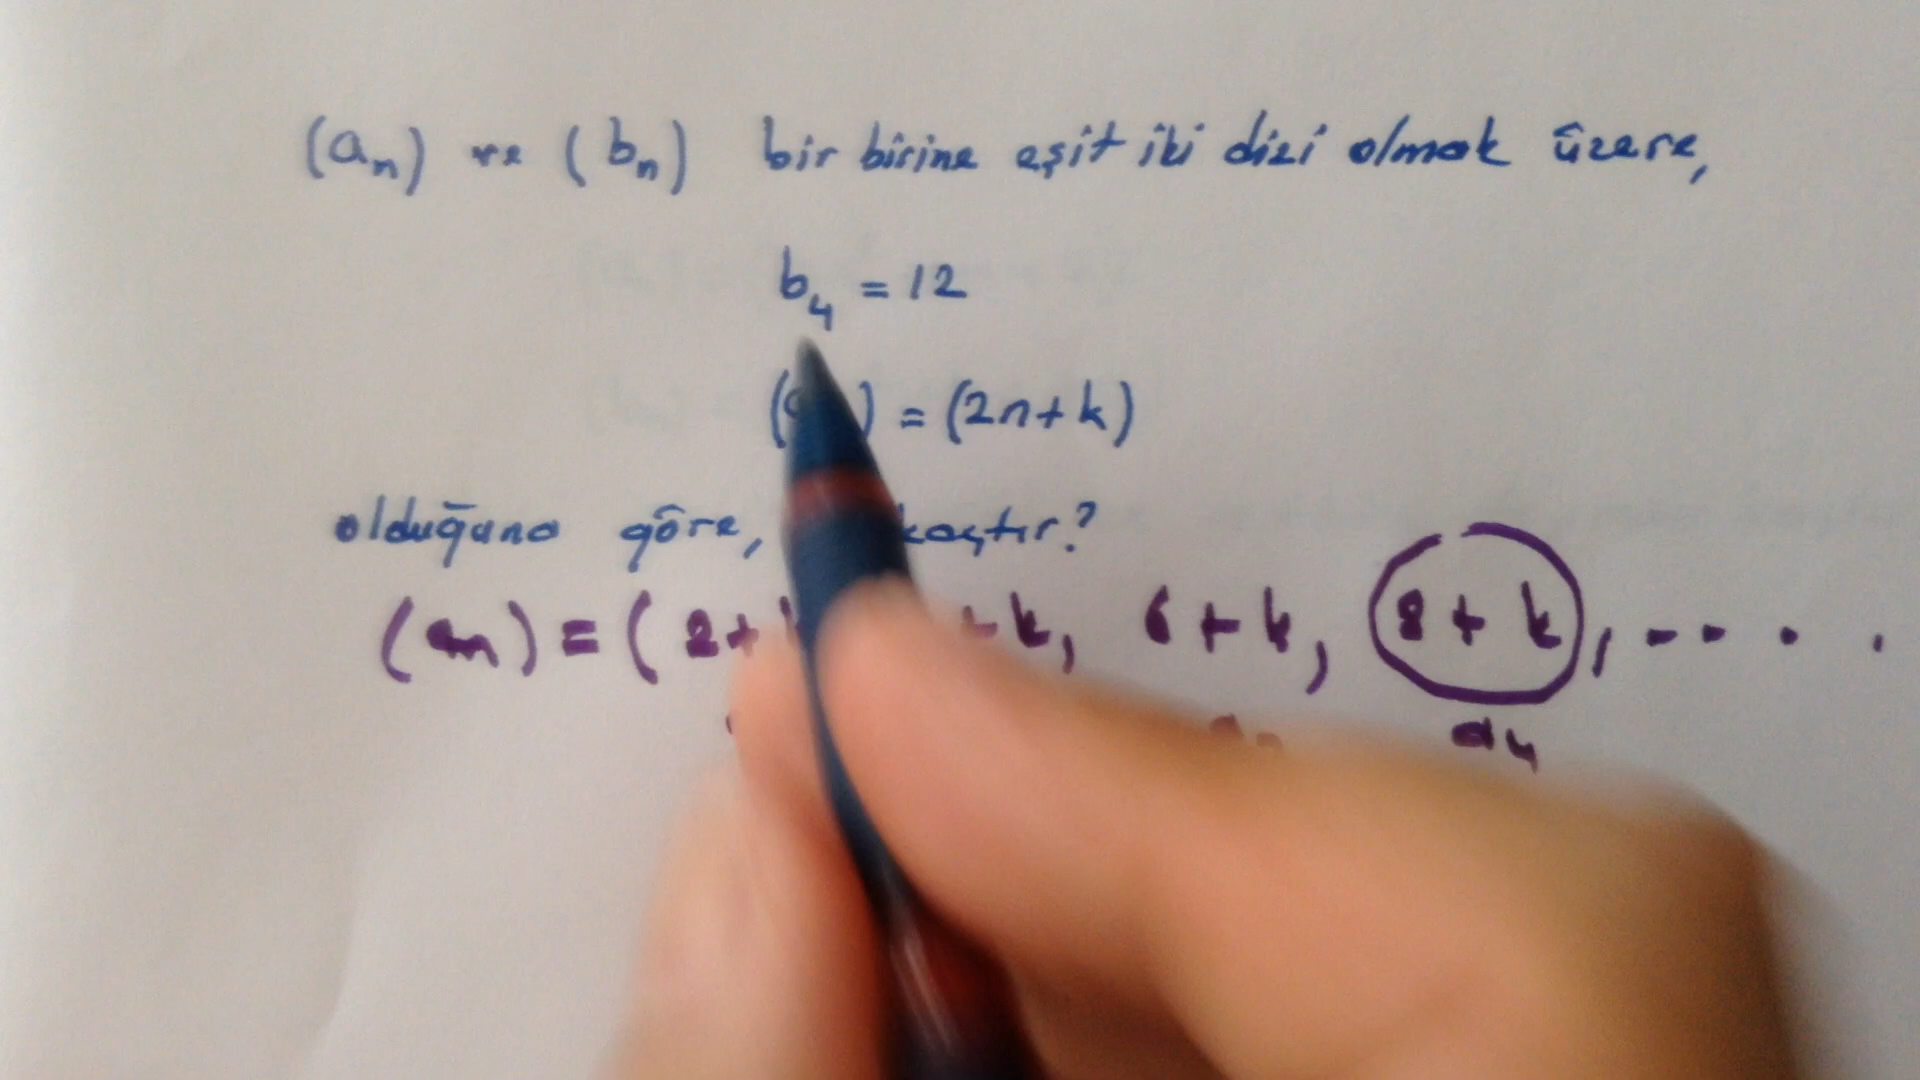 (an) ve (bn) bir birine eşit iki dizi olmak üzere,
b4 = 12
( ) = (2n+k)
olduğuna göre, kaçtır?
(an) = (2+ +k, 6+k, 8+k, - - . .
a4